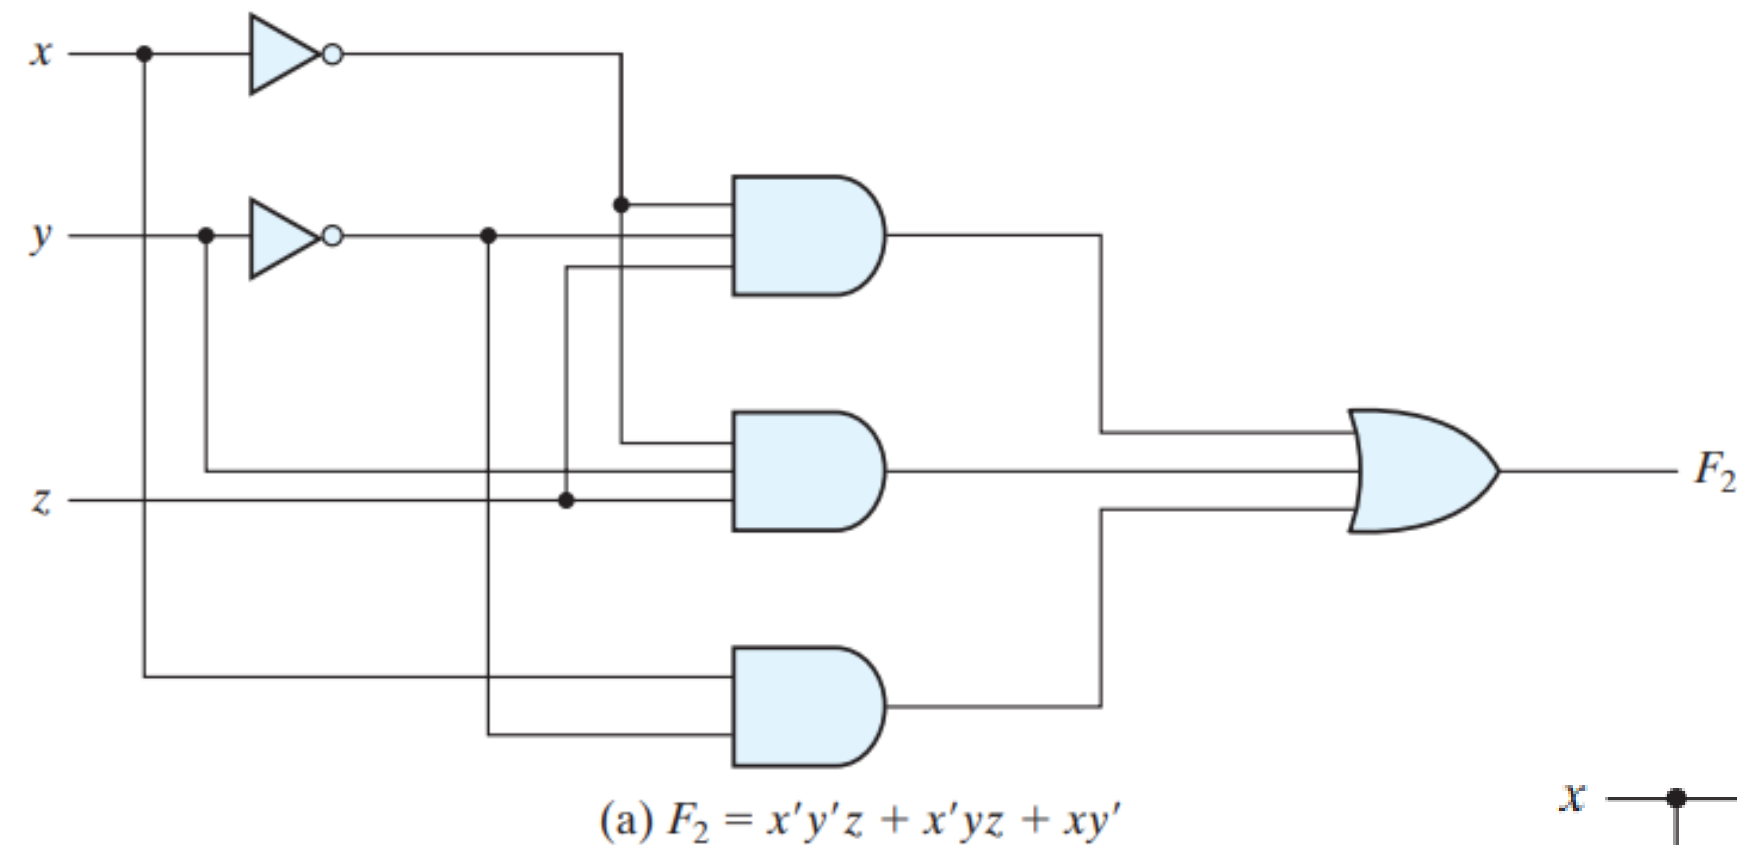 x
y
z
F₂
(a) F₂ = x′y′z + x′yz + xy′
x